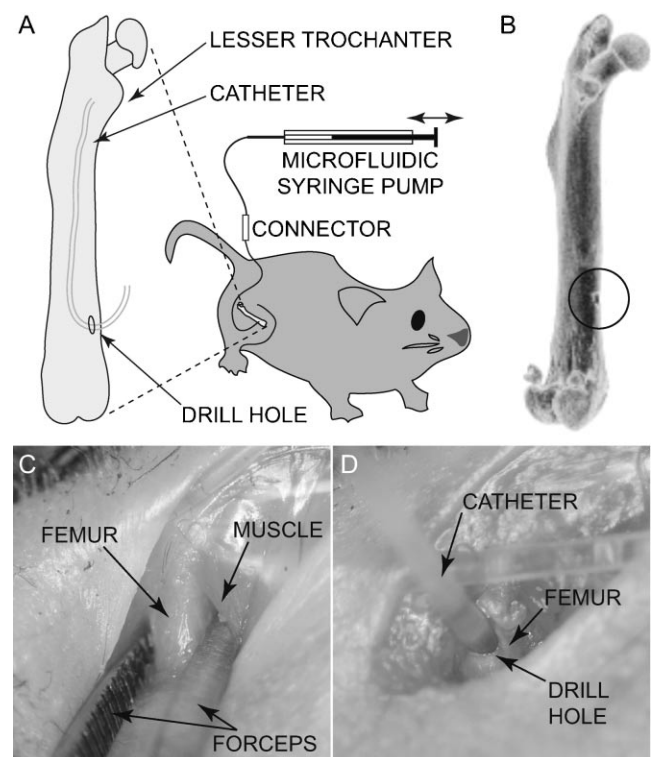 A
LESSER TROCHANTER
CATHETER
MICROFLUIDIC
SYRINGE PUMP
CONNECTOR
DRILL HOLE
B
C
FEMUR
MUSCLE
FORCEPS
D
CATHETER
FEMUR
DRILL
HOLE